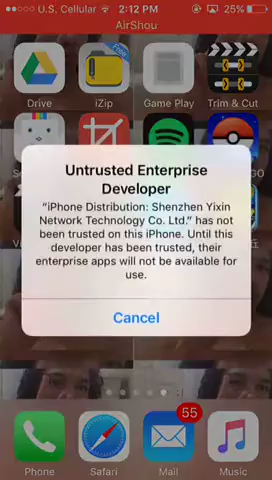 U.S. Cellular 2:12 PM 25%
AirShou
Free
Drive iZip Game Play Trim & Cut
Untrusted Enterprise
Developer
“iPhone Distribution: Shenzhen Yixin
Network Technology Co. Ltd.” has not
been trusted on this iPhone. Until this
developer has been trusted, their
enterprise apps will not be available for
use.
Cancel
55
Phone Safari Mail Music